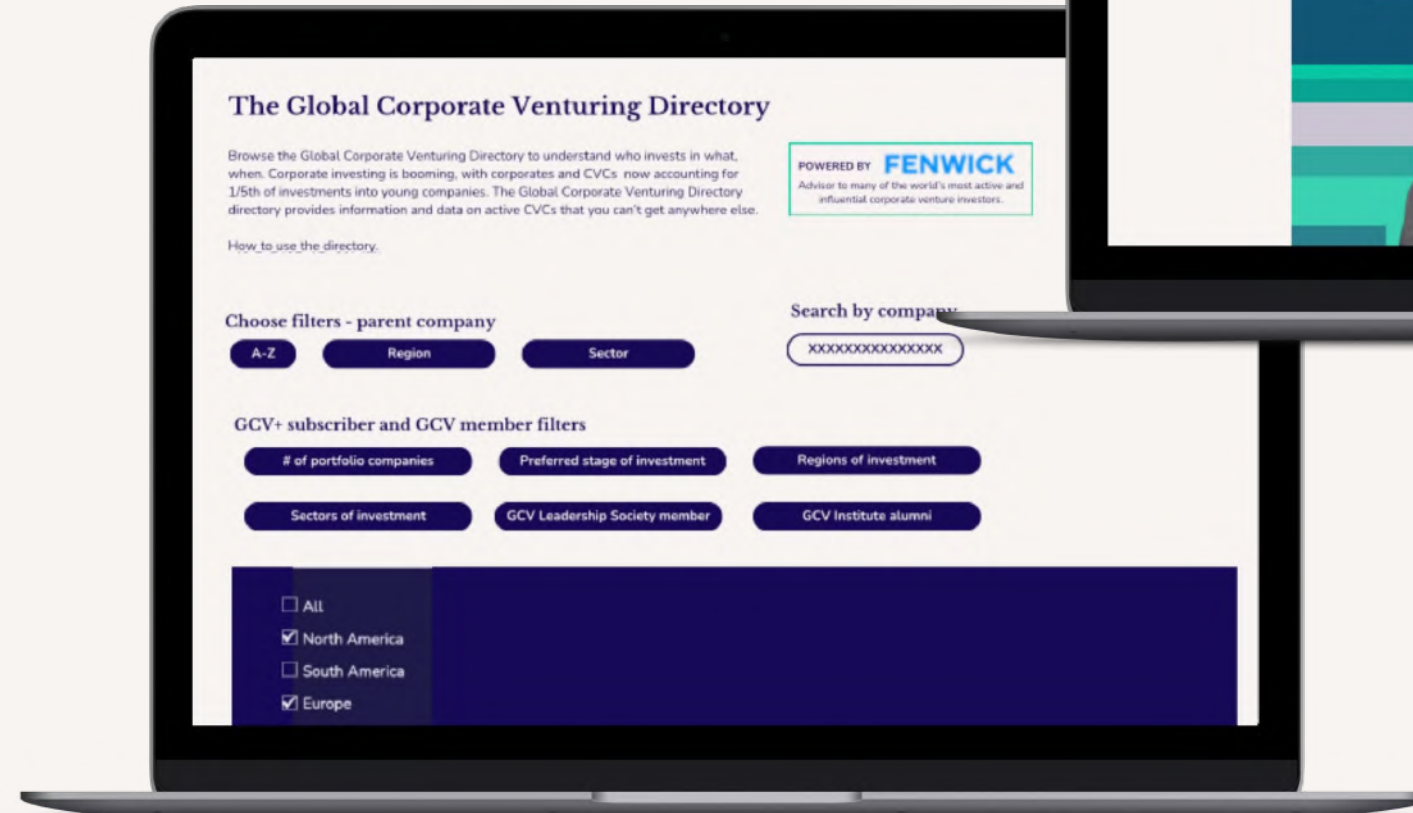 The Global Corporate Venturing Directory
Browse the Global Corporate Venturing Directory to understand who invests in what,
when. Corporate investing is booming, with corporates and CVCs now accounting for
1/5th of investments into young companies. The Global Corporate Venturing Directory
directory provides information and data on active CVCs that you can't get anywhere else.
How to use the directory.
POWERED BY FENWICK
Advisor to many of the world's most active and
influential corporate venture investors.
Choose filters - parent company
A-Z
Region
Sector
Search by company
XXXXXXXXXXXXXXX
GCV+ subscriber and GCV member filters
# of portfolio companies
Preferred stage of investment
Regions of investment
Sectors of investment
GCV Leadership Society member
GCV Institute alumni
All
North America
South America
Europe